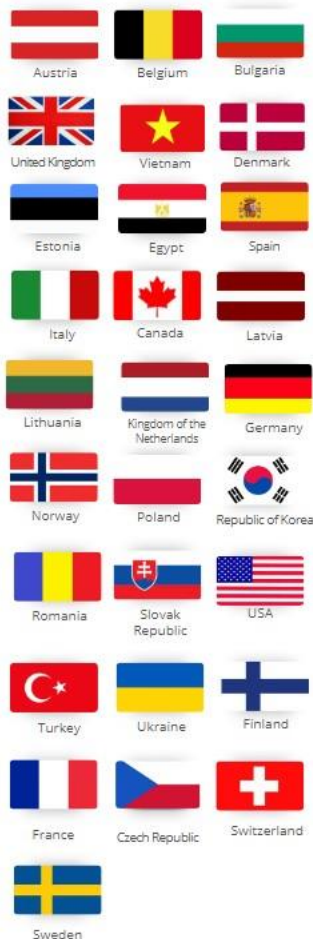 Austria
Belgium
Bulgaria
United Kingdom
Vietnam
Denmark
Estonia
Egypt
Spain
Italy
Canada
Latvia
Lithuania
Kingdom of the
Netherlands
Germany
Norway
Poland
Republic of Korea
Romania
Slovak
Republic
USA
Turkey
Ukraine
Finland
France
Czech Republic
Switzerland
Sweden